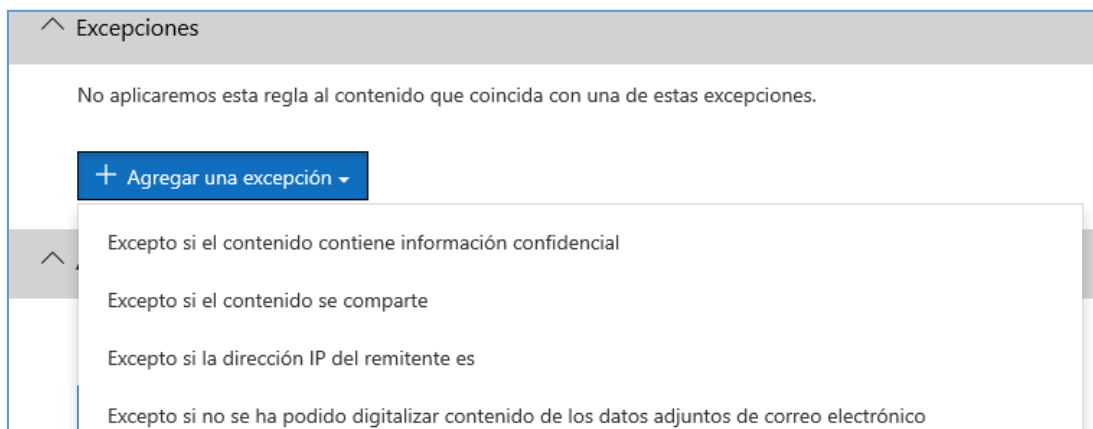 Excepciones
No aplicaremos esta regla al contenido que coincida con una de estas excepciones.
+ Agregar una excepción
Excepto si el contenido contiene información confidencial
Excepto si el contenido se comparte
Excepto si la dirección IP del remitente es
Excepto si no se ha podido digitalizar contenido de los datos adjuntos de correo electrónico